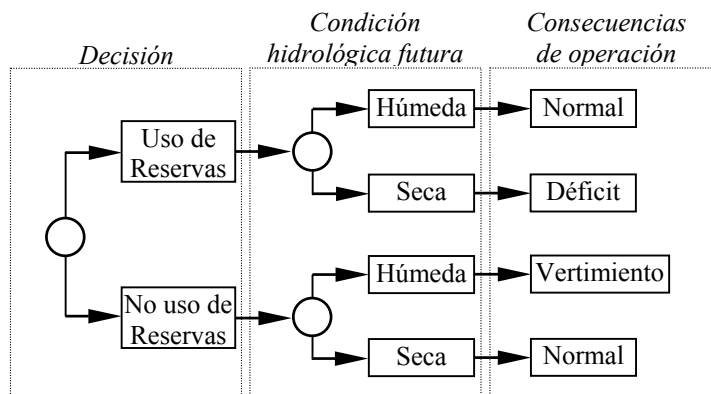 Decisión
Condición
hidrológica futura
Consecuencias
de operación
Uso de
Reservas
Húmeda
Normal
Seca
Déficit
No uso de
Reservas
Húmeda
Vertimiento
Seca
Normal